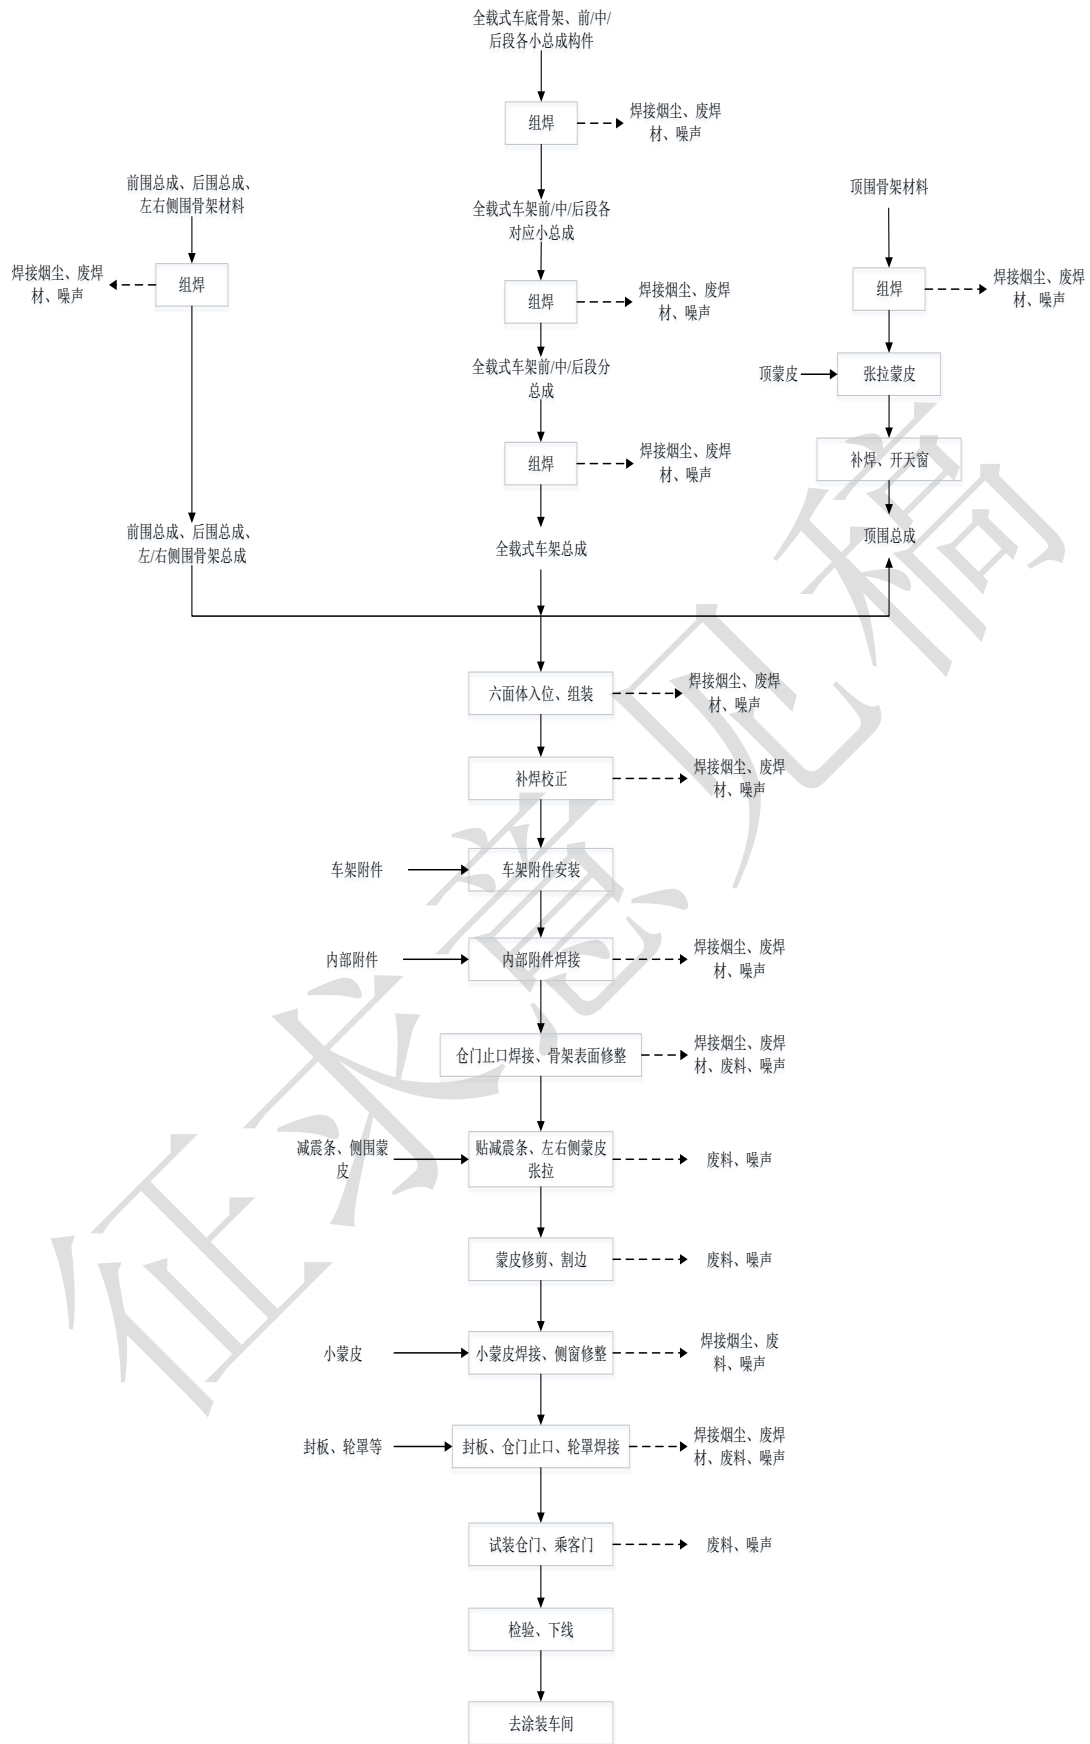 全载式车底骨架、前/中/
后段各小总成构件
组焊
焊接烟尘、废焊
材、噪声
前围总成、后围总成、
左右侧围骨架材料
全载式车架前/中/后段各
对应小总成
顶围骨架材料
焊接烟尘、废焊
材、噪声
组焊
组焊
焊接烟尘、废焊
材、噪声
组焊
焊接烟尘、废焊
材、噪声
全载式车架前/中/后段分
总成
顶蒙皮
张拉蒙皮
组焊
焊接烟尘、废焊
材、噪声
补焊、开天窗
前围总成、后围总成、
左/右侧围骨架总成
全载式车架总成
顶围总成
六面体入位、组装
焊接烟尘、废焊
材、噪声
补焊校正
焊接烟尘、废焊
材、噪声
车架附件
车架附件安装
内部附件
内部附件焊接
焊接烟尘、废焊
材、噪声
仓门止口焊接、骨架表面修整
焊接烟尘、废焊
材、废料、噪声
减震条、侧围蒙
皮
贴减震条、左右侧蒙皮
张拉
废料、噪声
蒙皮修剪、割边
废料、噪声
小蒙皮
小蒙皮焊接、侧窗修整
焊接烟尘、废
料、噪声
封板、轮罩等
封板、仓门止口、轮罩焊接
焊接烟尘、废焊
材、废料、噪声
试装仓门、乘客门
废料、噪声
检验、下线
去涂装车间
征求意见稿